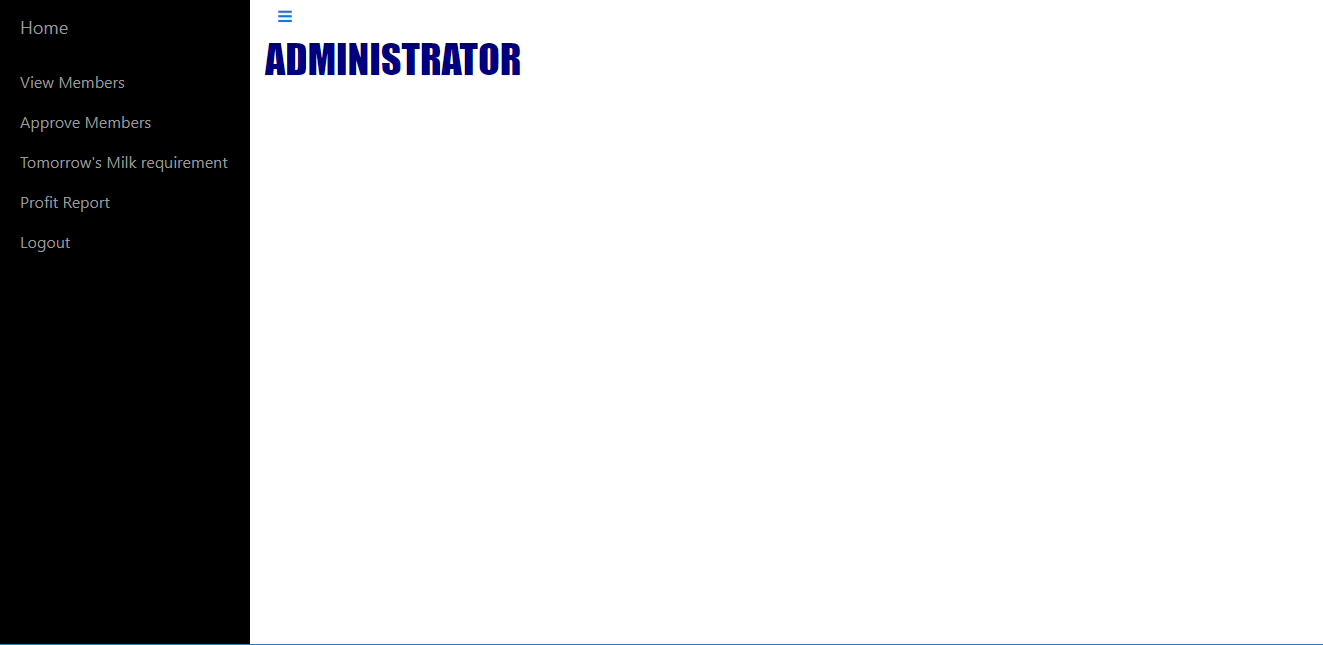 Home
View Members
Approve Members
Tomorrow's Milk requirement
Profit Report
Logout
ADMINISTRATOR